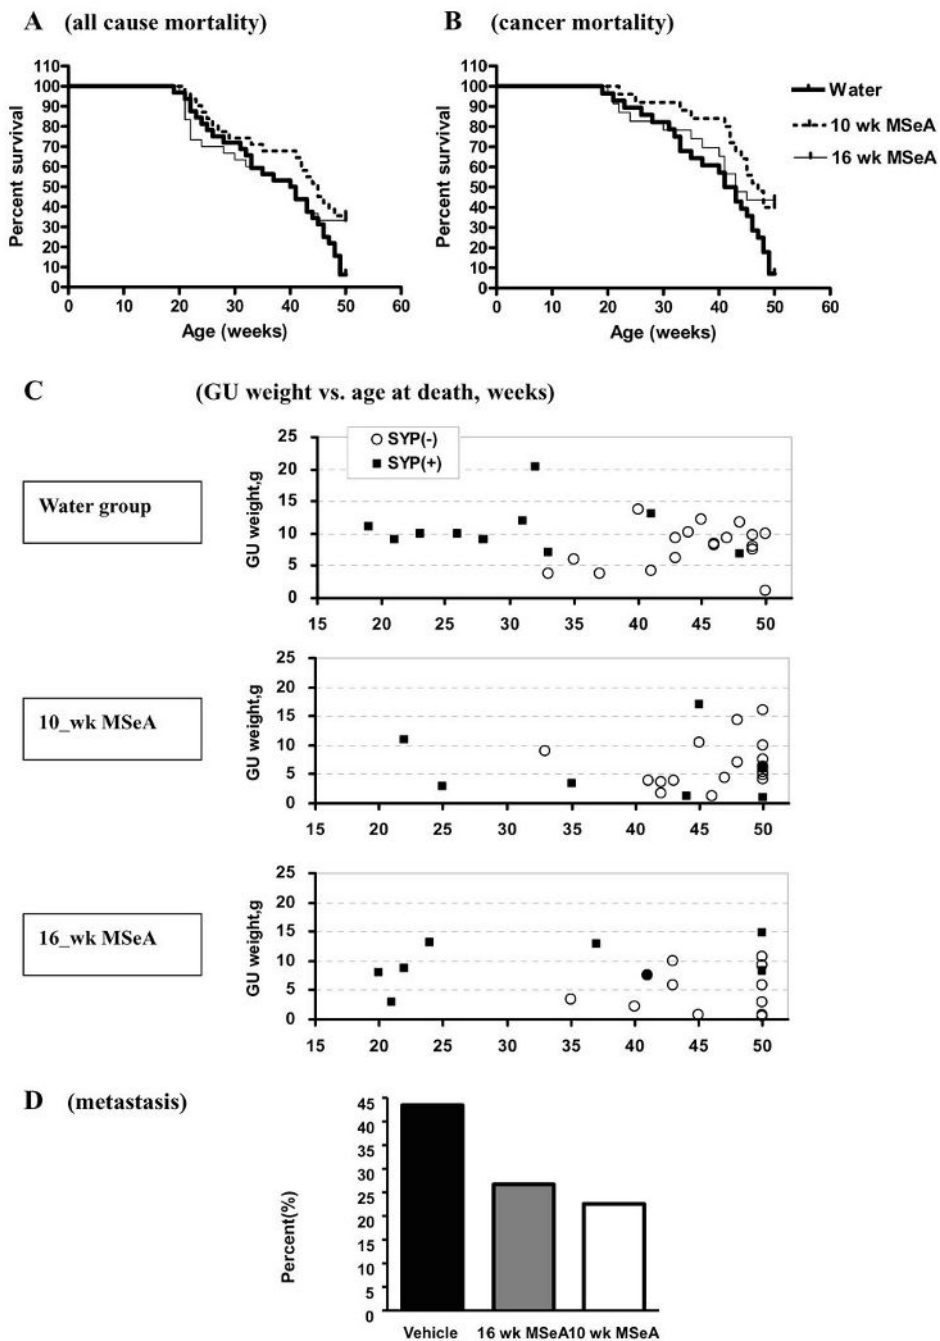 A (all cause mortality)
B (cancer mortality)
110
100
90
80
70
60
50
40
30
20
10
0
Percent survival
0 10 20 30 40 50 60
Age (weeks)
110
100
90
80
70
60
50
40
30
20
10
0
Percent survival
0 10 20 30 40 50 60
Age (weeks)
Water
10 wk MSeA
16 wk MSeA
C (GU weight vs. age at death, weeks)
Water group
GU weight,g
25
20
15
10
5
0
SYP(-)
SYP(+)
15 20 25 30 35 40 45 50
10_wk MSeA
GU weight,g
25
20
15
10
5
0
15 20 25 30 35 40 45 50
16_wk MSeA
GU weight,g
25
20
15
10
5
0
15 20 25 30 35 40 45 50
D (metastasis)
Percent(%)
45
40
35
30
25
20
15
10
5
0
Vehicle 16 wk MSeA 10 wk MSeA